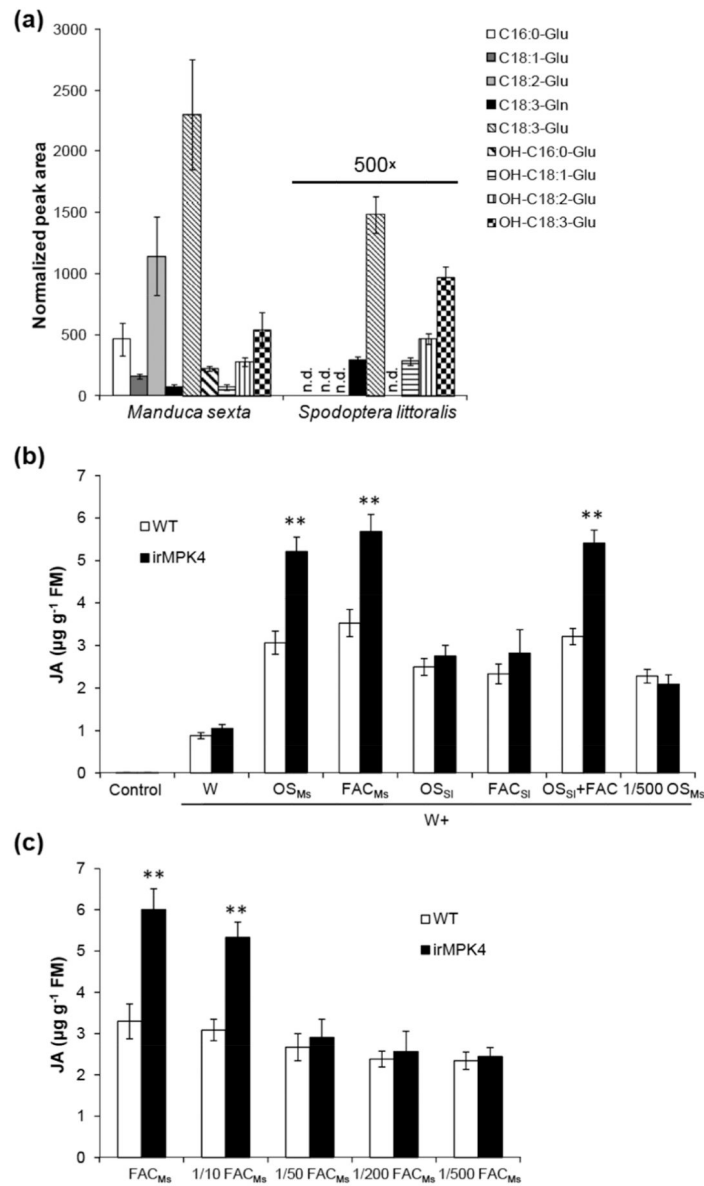 (a)
3000
2500
2000
1500
1000
500
0
Normalized peak area
500x
n.d.
n.d.
n.d.
n.d.
Manduca sexta
Spodoptera littoralis
C16:0-Glu
C18:1-Glu
C18:2-Glu
C18:3-Gln
C18:3-Glu
OH-C16:0-Glu
OH-C18:1-Glu
OH-C18:2-Glu
OH-C18:3-Glu
(b)
7
6
5
4
3
2
1
0
JA (µg g-1 FM)
WT
irMPK4
**
**
**
Control W OSMs FACMs OSSl FACSl OSSl+FAC 1/500 OSMs
W+
(c)
7
6
5
4
3
2
1
0
JA (µg g-1 FM)
WT
irMPK4
**
**
FACMs 1/10 FACMs 1/50 FACMs 1/200 FACMs 1/500 FACMs